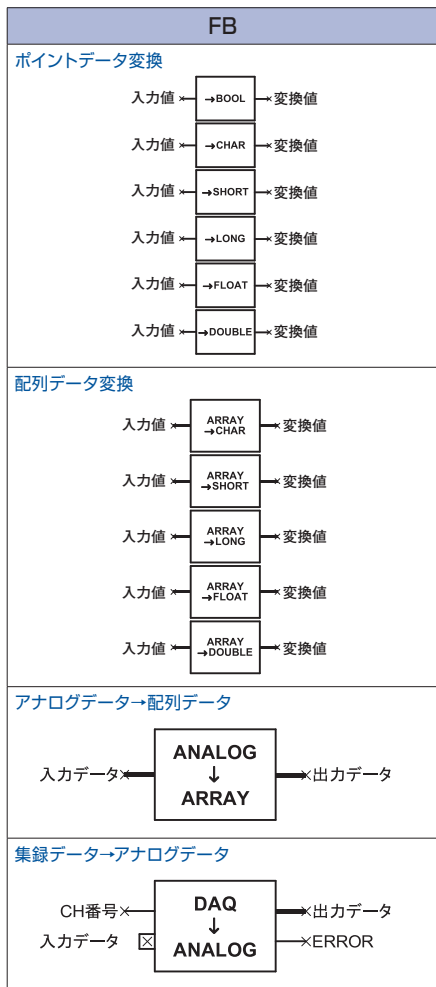 FB
ポイントデータ変換
入力値 →BOOL 変換値
入力値 →CHAR 変換値
入力値 →SHORT 変換値
入力値 →LONG 変換値
入力値 →FLOAT 変換値
入力値 →DOUBLE 変換値
配列データ変換
入力値 ARRAY 変換値
→CHAR
入力値 ARRAY 変換値
→SHORT
入力値 ARRAY 変換値
→LONG
入力値 ARRAY 変換値
→FLOAT
入力値 ARRAY 変換値
→DOUBLE
アナログデータ→配列データ
ANALOG
入力データ ↓ 出力データ
ARRAY
集録データ→アナログデータ
CH番号 DAQ 出力データ
↓
入力データ ANALOG ERROR